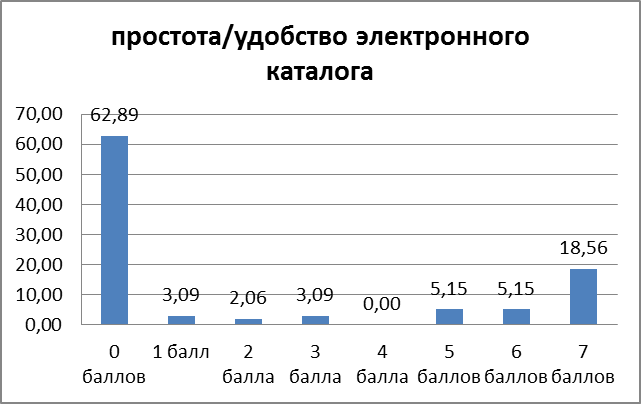 простота/удобство электронного
каталога
70,00
60,00
50,00
40,00
30,00
20,00
10,00
0,00
62,89
3,09
2,06
3,09
0,00
5,15
5,15
18,56
0
баллов
1 балл
2
балла
3
балла
4
балла
5
баллов
6
баллов
7
баллов